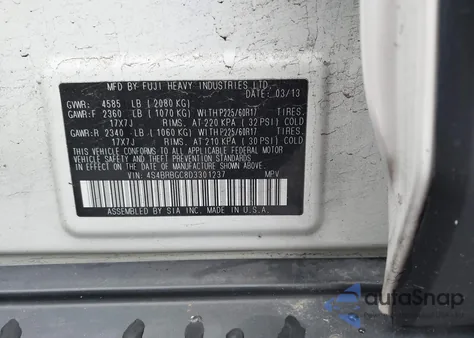 MFD BY FUJI HEAVY INDUSTRIES LTD.
DATE: 03/13
GVWR: 4585 LB (2080 KG)
GAWR:F 2360 LB (1070 KG) WITH P225/60R17 TIRES.
17X7J RIMS. AT 220 KPA (32 PSI) COLD
GAWR:R 2340 LB (1060 KG) WITH P225/60R17 TIRES.
17X7J RIMS. AT 210 KPA (30 PSI) COLD
THIS VEHICLE CONFORMS TO ALL APPLICABLE FEDERAL MOTOR
VEHICLE SAFETY, BUMPER, AND THEFT PREVENTION STANDARDS
IN EFFECT ON THE DATE OF MANUFACTURE SHOWN ABOVE.
VIN: 4S4BRBGC8D3301237 MPV
ASSEMBLED BY SIA INC. MADE IN U.S.A.
autoSnap